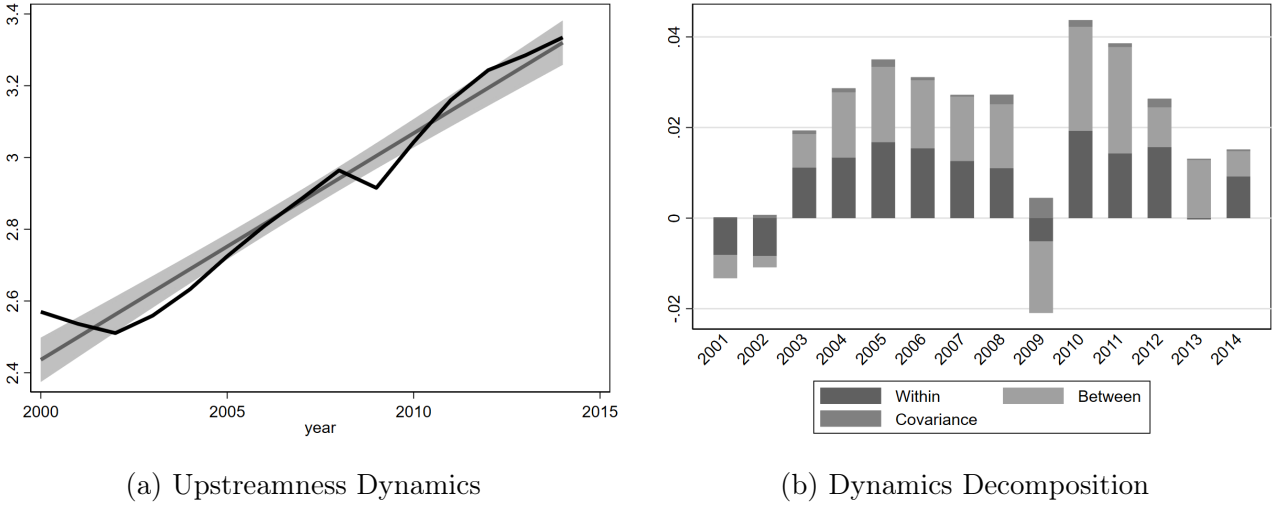 3.4
3.2
3
2.8
2.6
2.4
2000 2005 2010 2015
year
(a) Upstreamness Dynamics
.04
.02
0
-.02
2001 2002 2003 2004 2005 2006 2007 2008 2009 2010 2011 2012 2013 2014
Within Between
Covariance
(b) Dynamics Decomposition